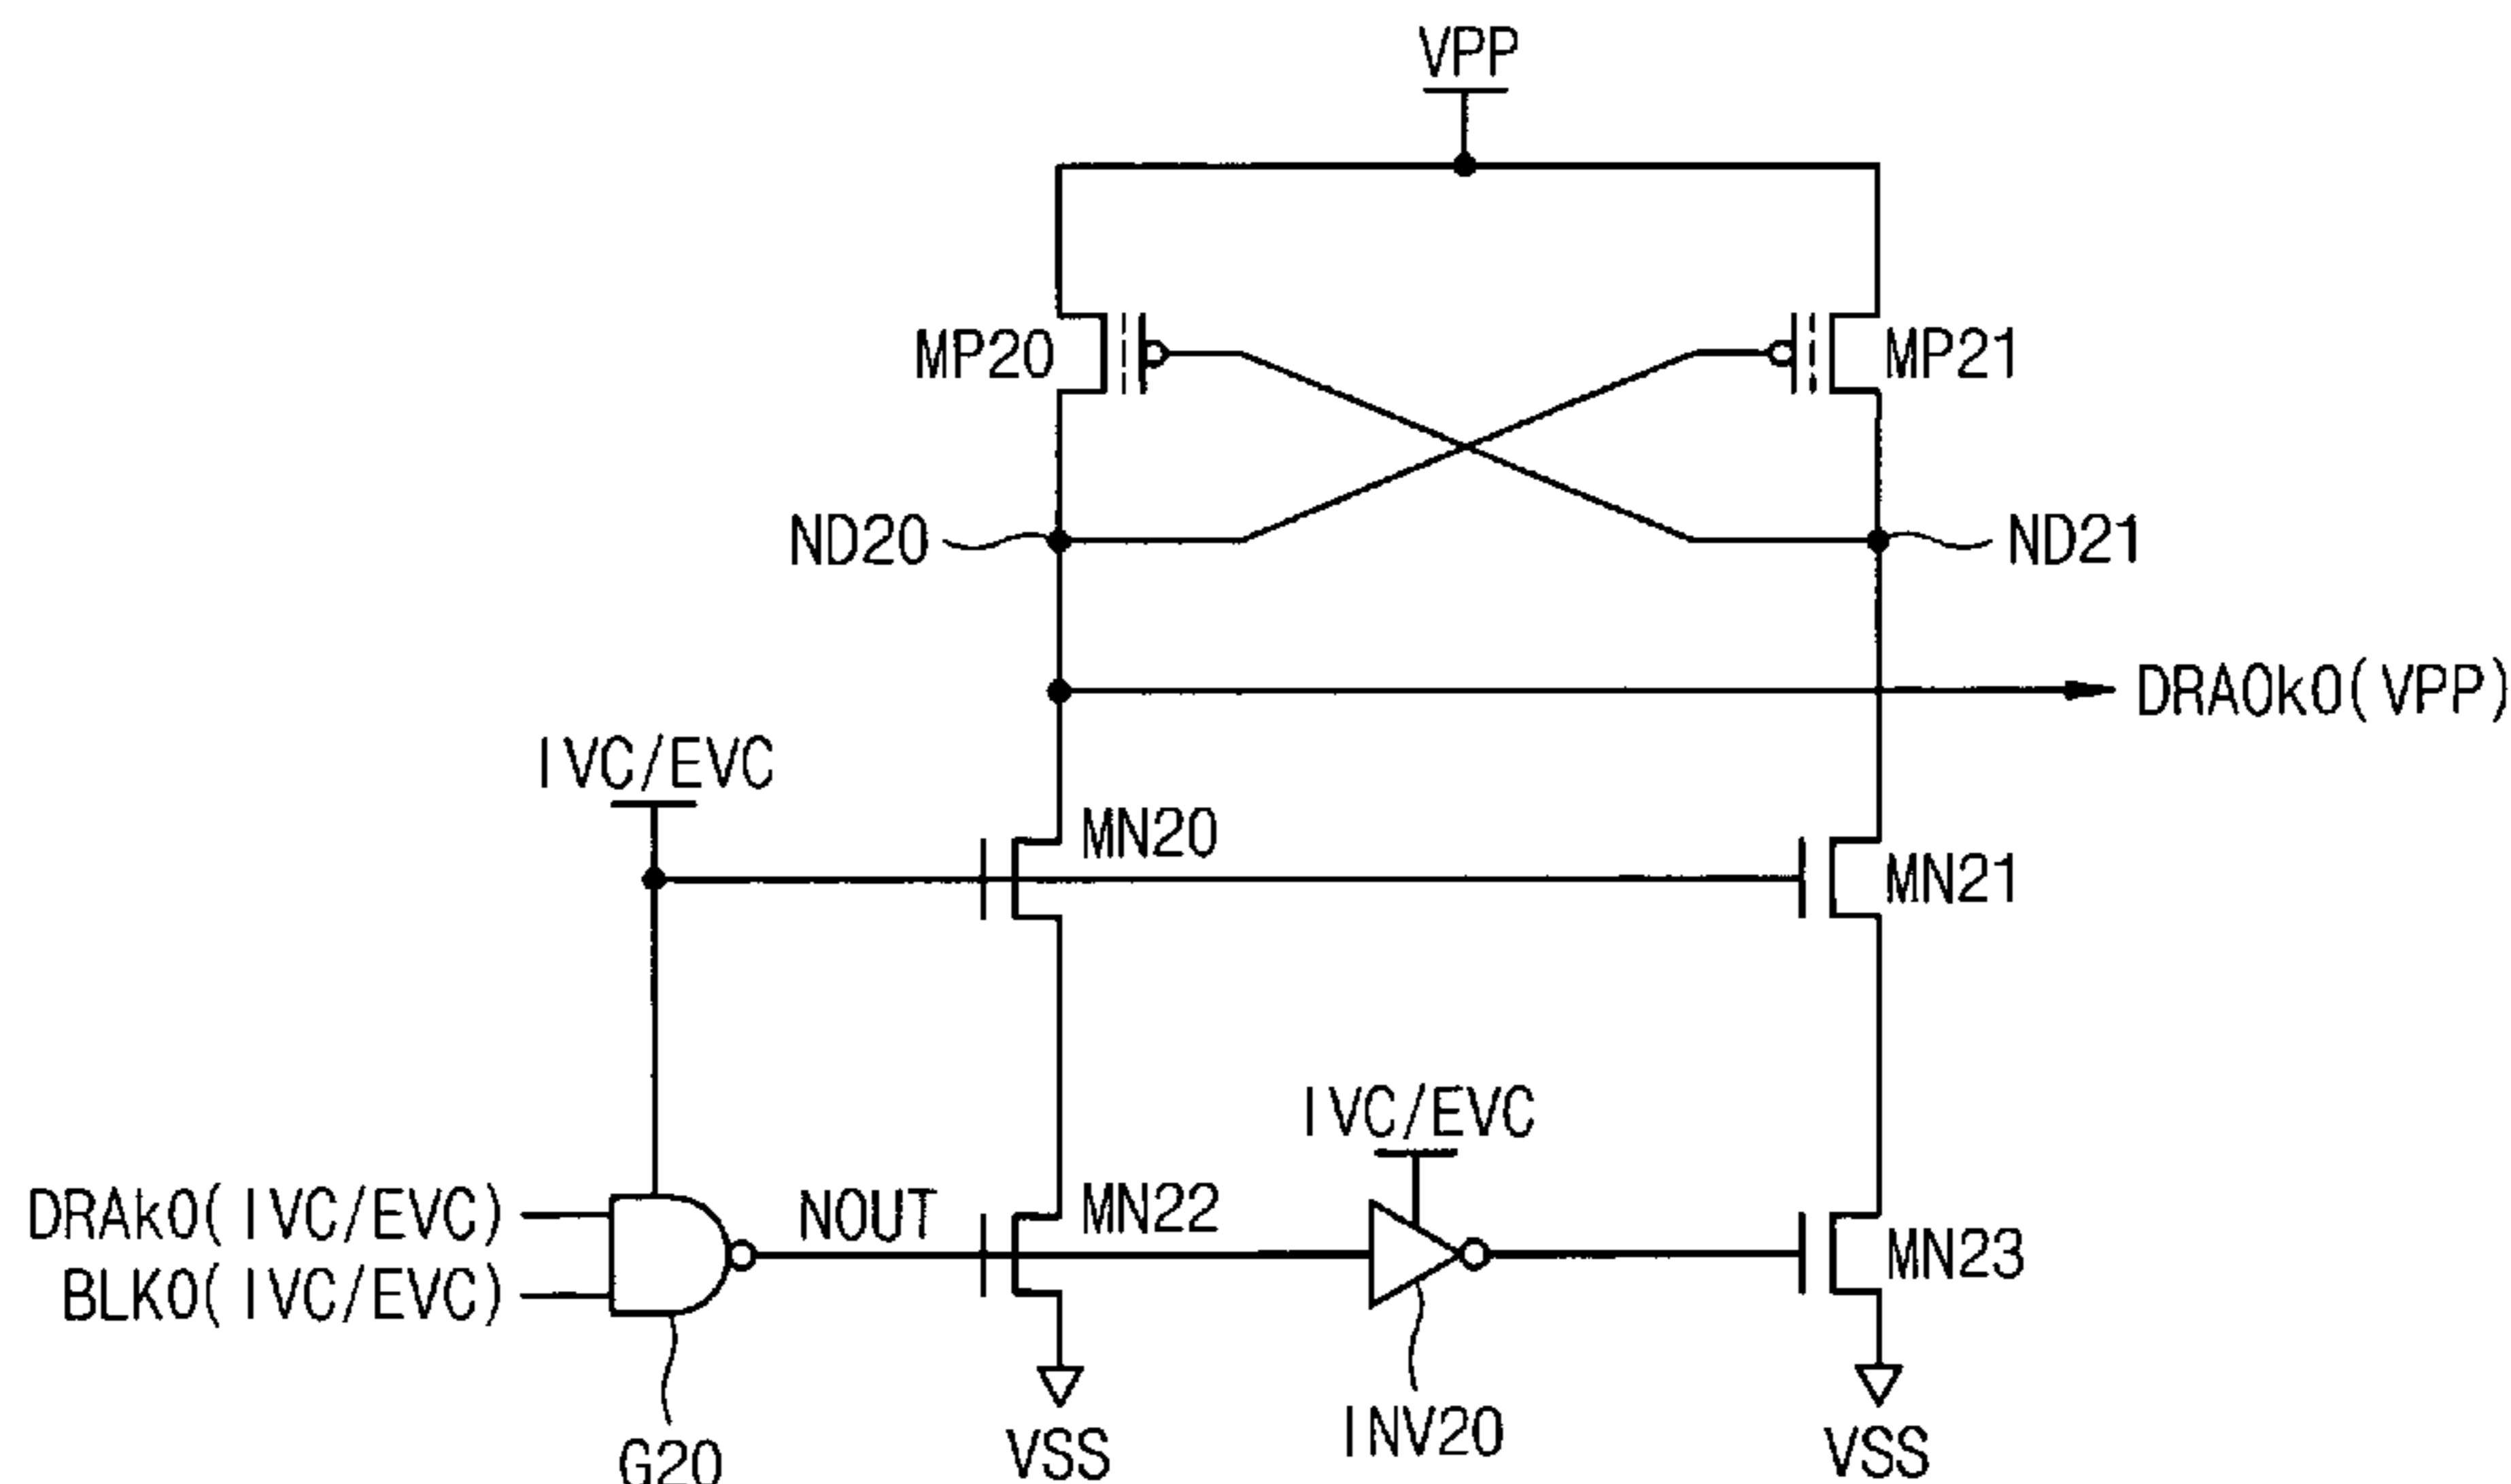 VPP
MP20
MP21
ND20
ND21
DRA0k0(VPP)
IVC/EVC
MN20
MN21
IVC/EVC
DRAk0(IVC/EVC)
NOUT
MN22
MN23
BLK0(IVC/EVC)
INV20
G20
VSS
VSS